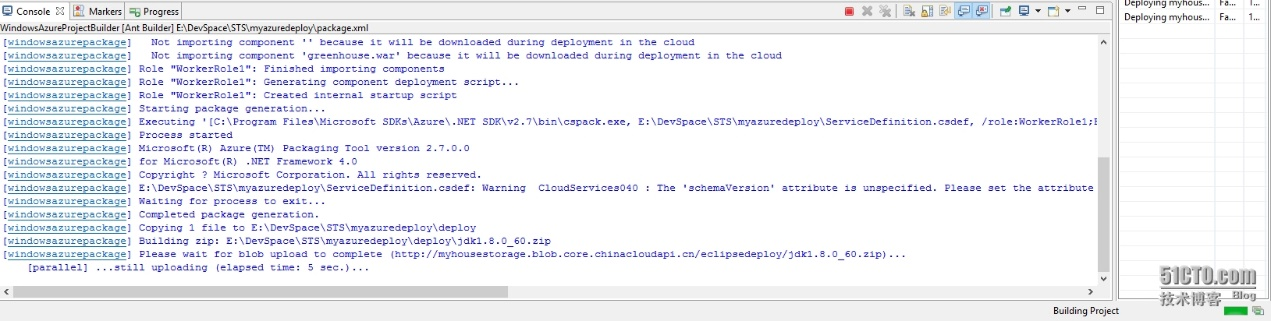 Console Markers Progress
WindowsAzureProjectBuilder [Ant Builder] E:\DevSpace\STS\myazuredeploy\package.xml
[windowsazurepackage]   Not importing component '' because it will be downloaded during deployment in the cloud
[windowsazurepackage]   Not importing component 'greenhouse.war' because it will be downloaded during deployment in the cloud
[windowsazurepackage] Role "WorkerRole1": Finished importing components
[windowsazurepackage] Role "WorkerRole1": Generating component deployment script...
[windowsazurepackage] Role "WorkerRole1": Created internal startup script
[windowsazurepackage] Starting package generation...
[windowsazurepackage] Executing '[C:\Program Files\Microsoft SDKs\Azure\.NET SDK\v2.7\bin\cspack.exe, E:\DevSpace\STS\myazuredeploy\ServiceDefinition.csdef, /role:WorkerRole1;
[windowsazurepackage] Process started
[windowsazurepackage] Microsoft(R) Azure(TM) Packaging Tool version 2.7.0.0
[windowsazurepackage] for Microsoft(R) .NET Framework 4.0
[windowsazurepackage] Copyright ? Microsoft Corporation. All rights reserved.
[windowsazurepackage] E:\DevSpace\STS\myazuredeploy\ServiceDefinition.csdef: Warning  CloudServices040 : The 'schemaVersion' attribute is unspecified. Please set the attribute
[windowsazurepackage] Waiting for process to exit...
[windowsazurepackage] Completed package generation.
[windowsazurepackage] Copying 1 file to E:\DevSpace\STS\myazuredeploy\deploy
[windowsazurepackage] Building zip: E:\DevSpace\STS\myazuredeploy\deploy\jdk1.8.0_60.zip
[windowsazurepackage] Please wait for blob upload to complete (http://myhousestorage.blob.core.chinacloudapi.cn/eclipsedeploy/jdk1.8.0_60.zip)...
[parallel] ...still uploading (elapsed time: 5 sec.)...
Deploying myhous... Fa... 1...
Deploying myhous... Fa... 1...
Building Project
51CTO.com
技术博客 Blog